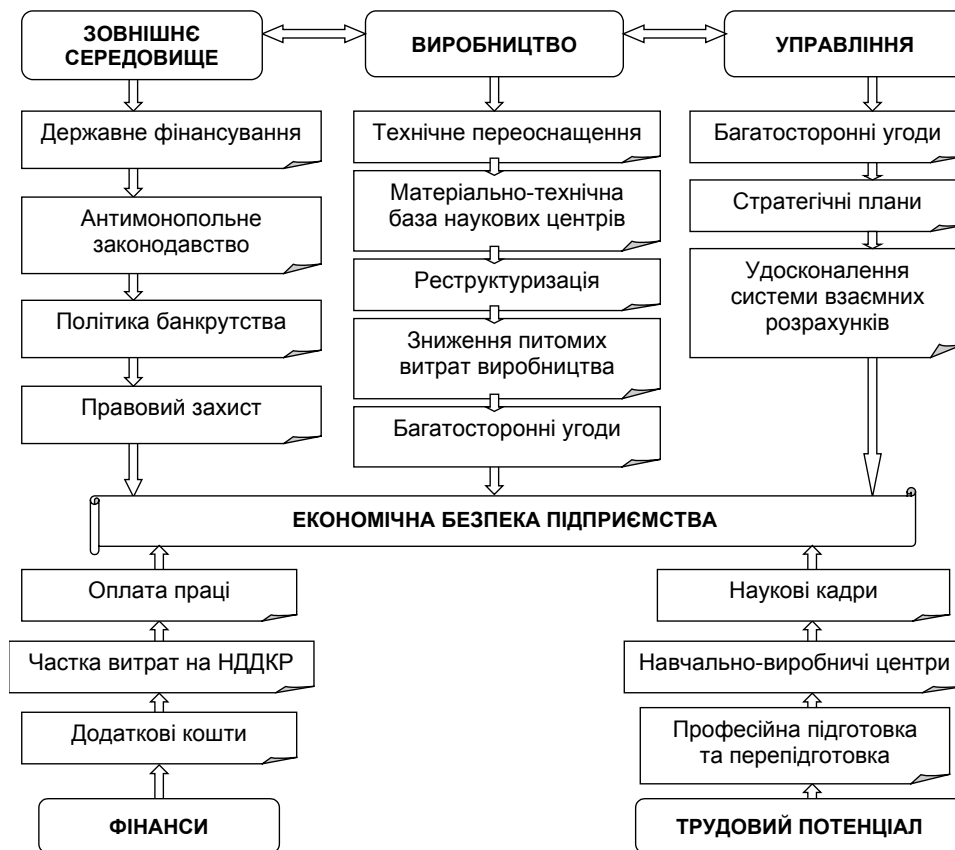 ЗОВНІШНЄ
СЕРЕДОВИЩЕ
ВИРОБНИЦТВО
УПРАВЛІННЯ
Державне фінансування
Антимонопольне
законодавство
Політика банкрутства
Правовий захист
Технічне переоснащення
Матеріально-технічна
база наукових центрів
Реструктуризація
Зниження питомих
витрат виробництва
Багатосторонні угоди
Багатосторонні угоди
Стратегічні плани
Удосконалення
системи взаємних
розрахунків
ЕКОНОМІЧНА БЕЗПЕКА ПІДПРИЄМСТВА
Оплата праці
Частка витрат на НДДКР
Додаткові кошти
ФІНАНСИ
Наукові кадри
Навчально-виробничі центри
Професійна підготовка
та перепідготовка
ТРУДОВИЙ ПОТЕНЦІАЛ